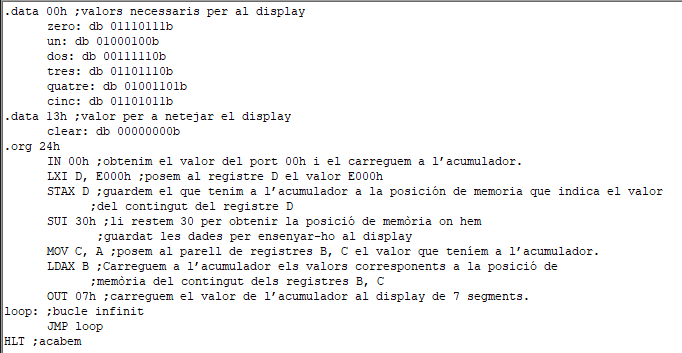 .data 00h ;valors necessaris per al display
zero: db 01110111b
un: db 01000100b
dos: db 00111110b
tres: db 01101110b
quatre: db 01001101b
cinc: db 01101011b
.data 13h ;valor per a netejar el display
clear: db 00000000b
.org 24h
IN 00h ;obtenim el valor del port 00h i el carreguem a l’acumulador.
LXI D, E000h ;posem al registre D el valor E000h
STAX D ;guardem el que tenim a l’acumulador a la posición de memoria que indica el valor
;del contingut del registre D
SUI 30h ;li restem 30 per obtenir la posició de memòria on hem
;guardat les dades per ensenyar-ho al display
MOV C, A ;posem al parell de registres B, C el valor que teníem a l’acumulador.
LDAX B ;Carreguem a l’acumulador els valors corresponents a la posició de
;memòria del contingut dels registres B, C
OUT 07h ;carreguem el valor de l’acumulador al display de 7 segments.
loop: ;bucle infinit
JMP loop
HLT ;acabem